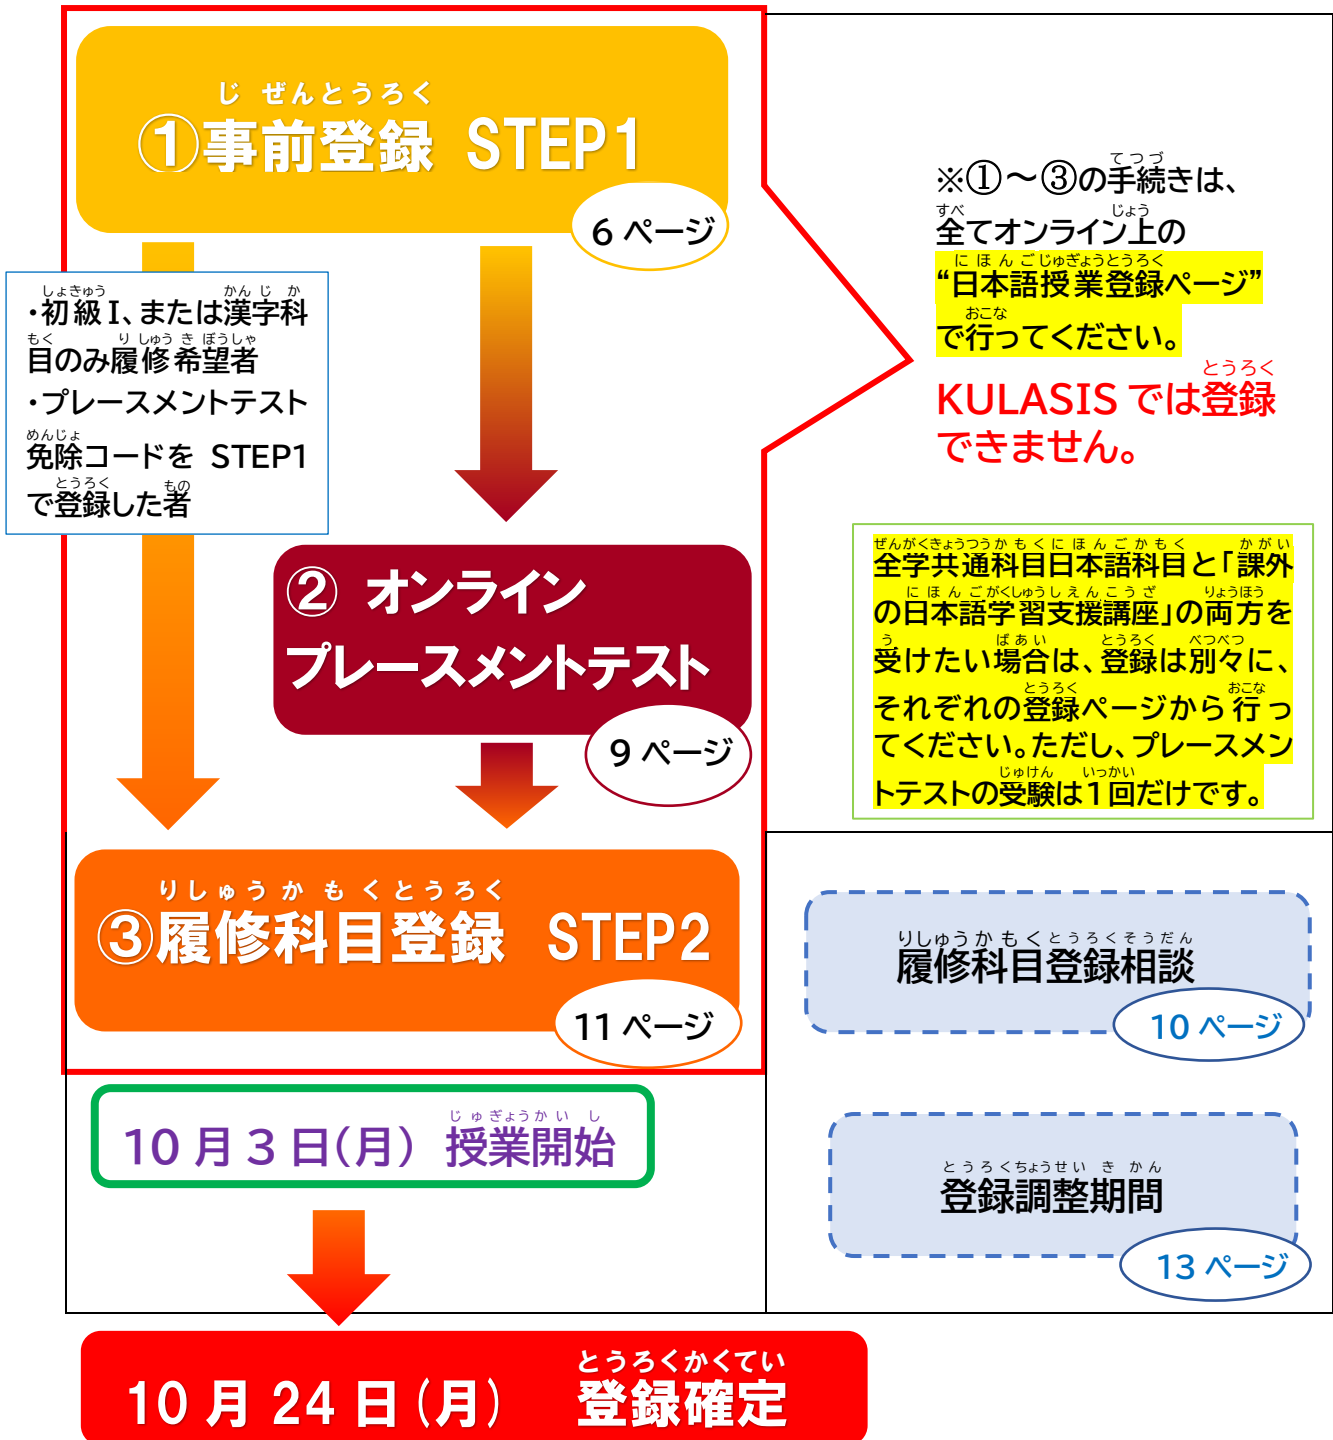 じ ぜんとうろく
①事前登録 STEP1
6 ページ
しょきゅう かんじか
・初級Ⅰ、または漢字科
もく りしゅうきぼうしゃ
目のみ履修希望者
・プレースメントテスト
めんじょ
免除コードを STEP1
とうろく もの
で登録した者
② オンライン
プレースメントテスト
9 ページ
りしゅうかもくとうろく
③履修科目登録 STEP2
11 ページ
てつづ
※①～③の手続きは、
すべ じょう
全てオンライン上の
にほんごじゅぎょうとうろく
“日本語授業登録ページ”
おこな
で行ってください。
とうろく
KULASIS では登録
できません。
ぜんがくきょうつうかもくにほんごかもく かがい
全学共通科目日本語科目と「課外
にほんごがくしゅうしえんこうざ りょうほう
の日本語学習支援講座」の両方を
う ばあい とうろく べつべつ
受けたい場合は、登録は別々に、
とうろく おこな
それぞれの登録ページから行っ
てください。ただし、プレースメン
じゅけん いっかい
トテストの受験は1回だけです。
りしゅうかもくとうろくそうだん
履修科目登録相談
10 ページ
じゅぎょうかいし
10 月 3 日(月) 授業開始
とうろくちょうせいきかん
登録調整期間
13 ページ
とうろくかくてい
10 月 24 日(月) 登録確定